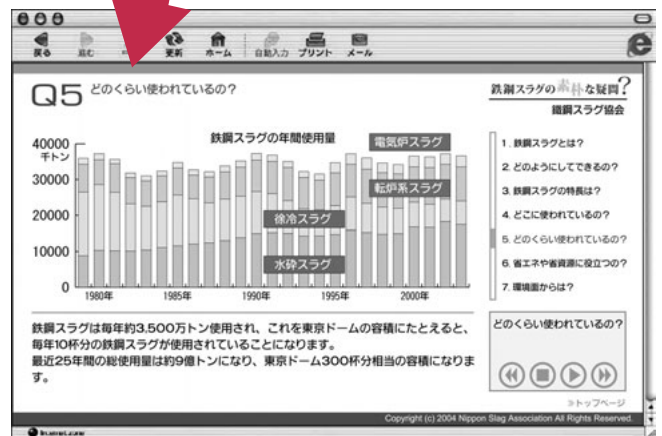 戻る
更新
ホーム
自動入力
プリント
メール
Q5 どのくらい使われているの?
鉄鋼スラグの素朴な疑問?
鐵鋼スラグ協会
鉄鋼スラグの年間使用量
40000
千トン
30000
20000
10000
0
電気炉スラグ
転炉系スラグ
徐冷スラグ
水砕スラグ
1980年
1985年
1990年
1995年
2000年
1. 鉄鋼スラグとは?
2. どのようにしてできるの?
3. 鉄鋼スラグの特長は?
4. どこに使われているの?
5. どのくらい使われているの?
6. 省エネや省資源に役立つの?
7. 環境面からは?
鉄鋼スラグは毎年約3,500万トン使用され、これを東京ドームの容積にたとえると、
毎年10杯分の鉄鋼スラグが使用されていることになります。
最近25年間の総使用量は約9億トンになり、東京ドーム300杯分相当の容積になりま
す。
どのくらい使われているの?
≫トップページ
Copyright (c) 2004 Nippon Slag Association All Rights Reserved.